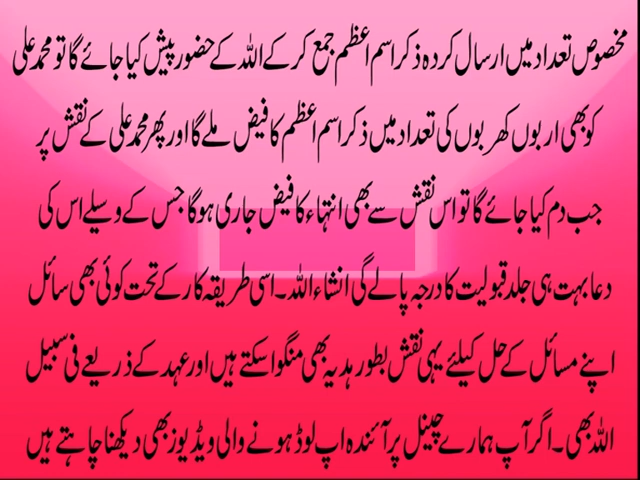 مخصوص تعداد میں ارسال کردہ ذکر اسم اعظم جمع کر کے اللہ کے حضور پیش کیا جائے گا تو محمد علی
کو بھی اربوں کھربوں کی تعداد میں ذکر اسم اعظم کا فیض ملے گا اور پھر محمد علی کے نقش پر
جب دم کیا جائے گا تو اس نقش سے بھی انتہاء کا فیض جاری ہوگا جس کے وسیلے اس کی
دعا بہت ہی جلد قبولیت کا درجہ پالے گی انشاء اللہ۔ اسی طریقہ کار کے تحت کوئی بھی سائل
اپنے مسائل کے حل کیلئے یہی نقش بطور ہدیہ بھی منگوا سکتے ہیں اور عہد کے ذریعے فی سبیل
اللہ بھی۔ اگر آپ ہمارے چینل پر آئندہ اپ لوڈ ہونے والی ویڈیوز بھی دیکھنا چاہتے ہیں